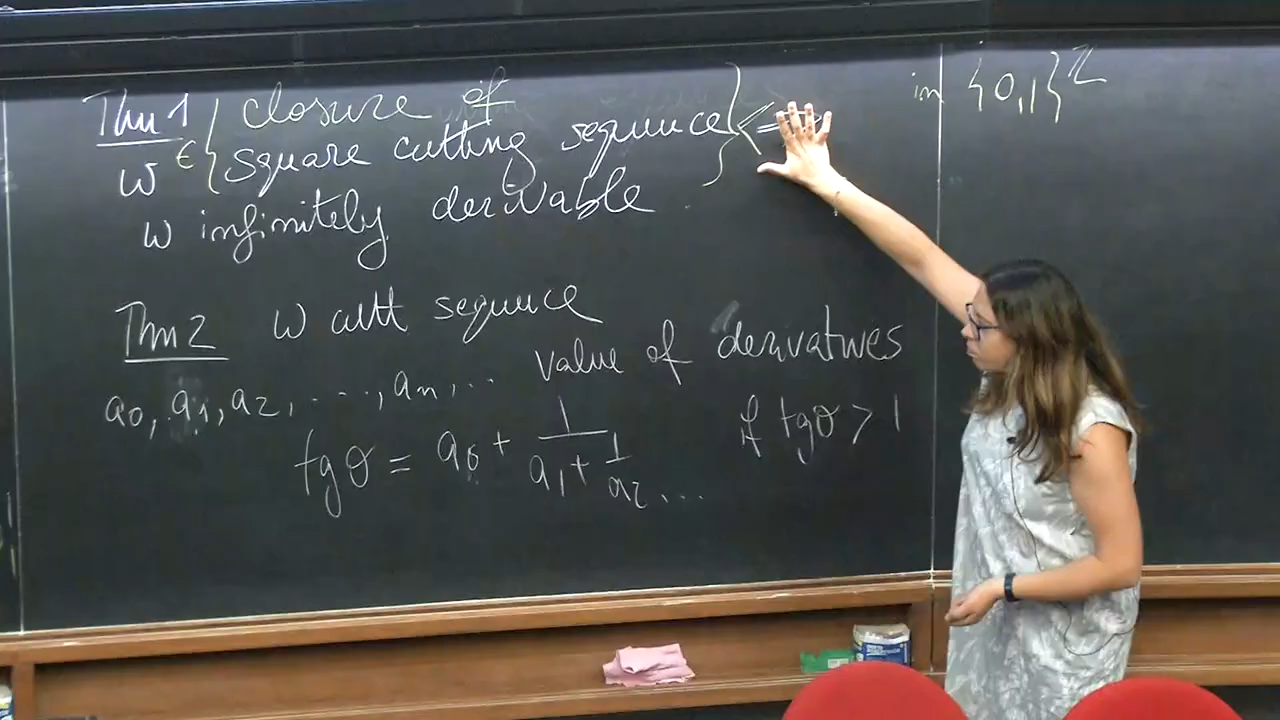 Thm 1
w ∈ { closure of
square cutting sequence } <=>
in {0,1}^ℤ
w infinitely derivable.
Thm 2 w cutt sequence
a0, a1, a2, ..., an, ... value of derivatives
tgθ = a0 + 1/(a1 + 1/a2 ... if tgθ > 1